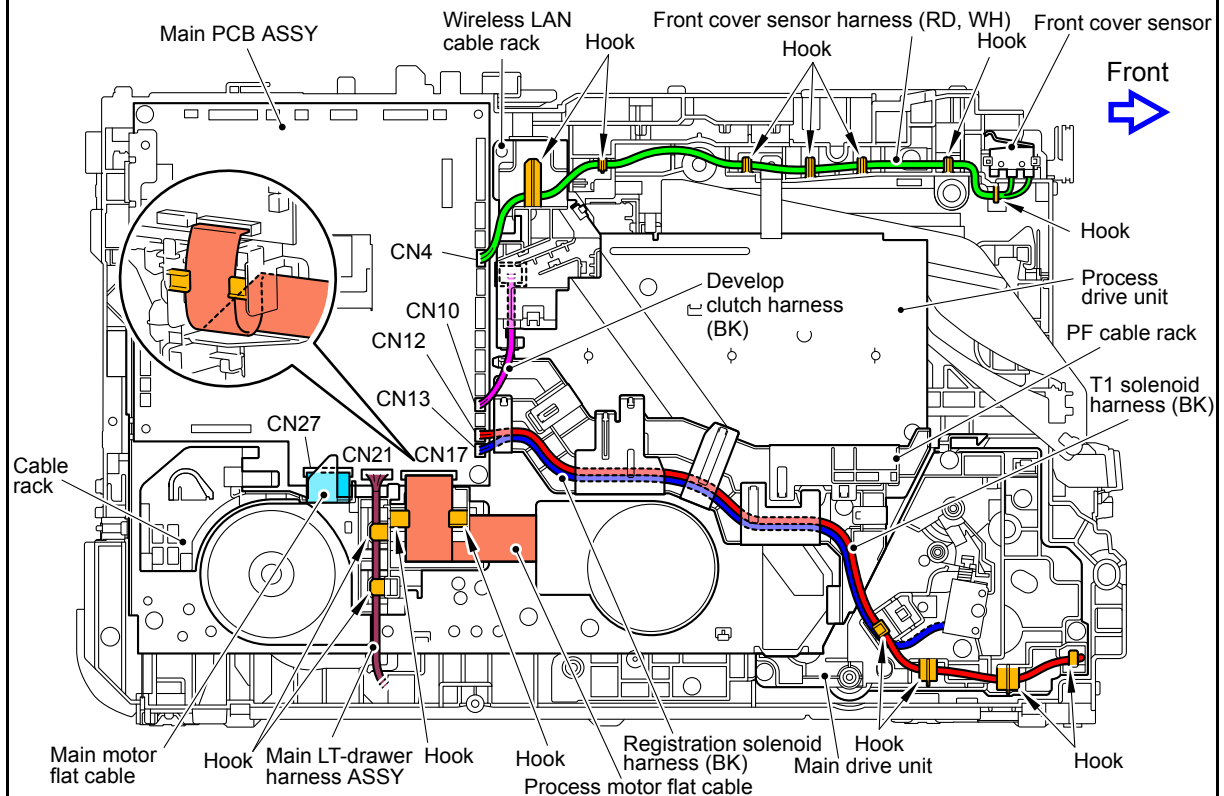 Main PCB ASSY
Wireless LAN
cable rack
Hook
Front cover sensor harness (RD, WH)
Hook
Hook
Front cover sensor
Front
CN4
Hook
CN10
Develop
clutch harness
(BK)
Process
drive unit
CN12
PF cable rack
CN13
T1 solenoid
harness (BK)
CN27
CN21
CN17
Cable
rack
Main motor
flat cable
Hook
Main LT-drawer
harness ASSY
Hook
Hook
Process motor flat cable
Registration solenoid
harness (BK)
Main drive unit
Hook
Hook